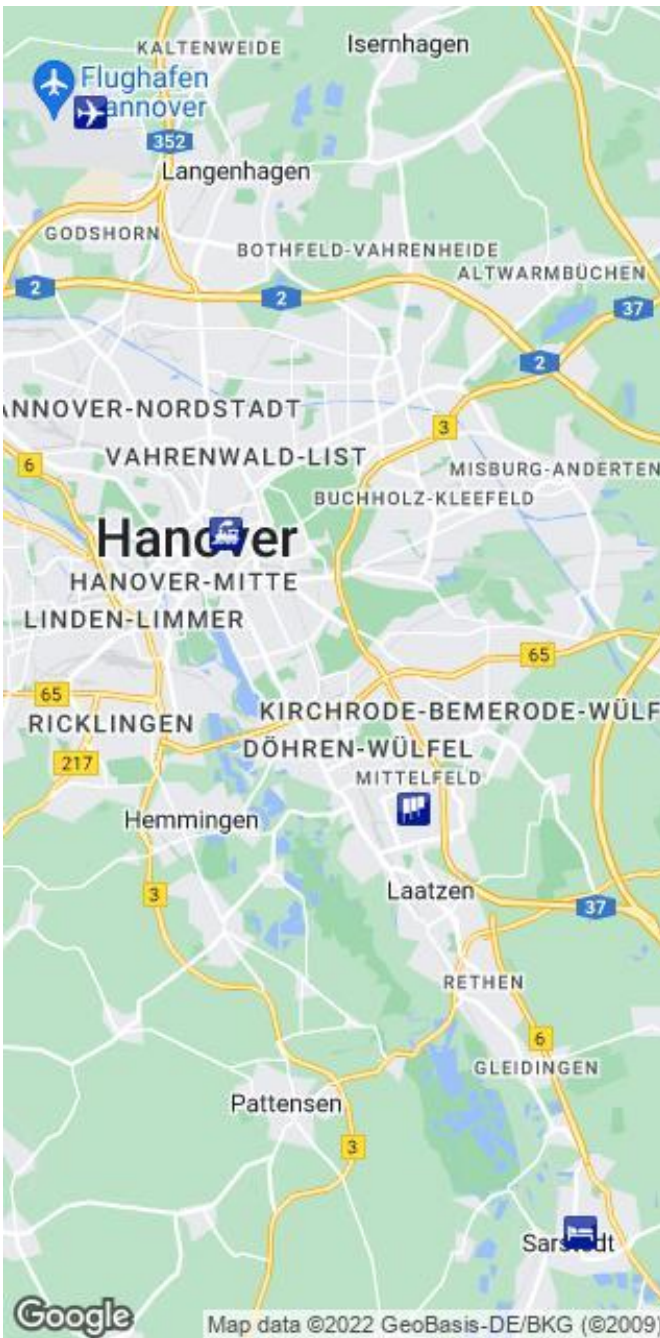 KALTENWEIDE
Isernhagen
Flughafen
annover
352
Langenhagen
GODSHORN
BOTHFELD-VAHRENHEIDE
ALTWARMBÜCHEN
2
2
37
2
ANNOVER-NORDSTADT
3
VAHRENWALD-LIST
6
MISBURG-ANDERTEN
BUCHHOLZ-KLEEFELD
Hanover
HANOVER-MITTE
LINDEN-LIMMER
65
65
KIRCHRODE-BEMERODE-WÜLF
RICKLINGEN
DÖHREN-WÜLFEL
217
MITTELFELD
Hemmingen
Laatzen
3
37
RETHEN
6
GLEIDINGEN
Pattensen
3
Sarstedt
Google
Map data ©2022 GeoBasis-DE/BKG (©2009)